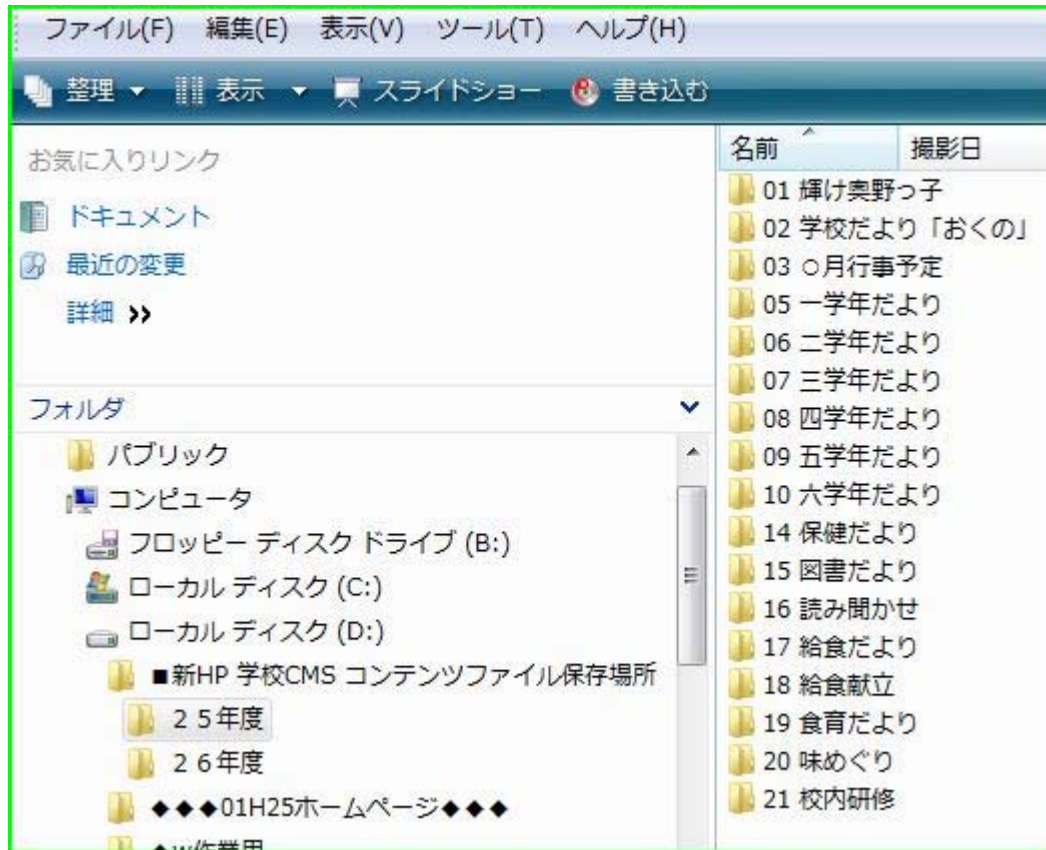 ファイル(F) 編集(E) 表示(V) ツール(T) ヘルプ(H)
整理 表示 スライドショー 書き込む
お気に入りリンク
ドキュメント
最近の変更
詳細 >>
フォルダ
パブリック
コンピュータ
フロッピー ディスク ドライブ (B:)
ローカル ディスク (C:)
ローカル ディスク (D:)
■新HP 学校CMS コンテンツファイル保存場所
２５年度
２６年度
◆◆◆01H25ホームページ◆◆◆
◆w作業用
名前 撮影日
01 輝け奥野っ子
02 学校だより「おくの」
03 ○月行事予定
05 一学年だより
06 二学年だより
07 三学年だより
08 四学年だより
09 五学年だより
10 六学年だより
14 保健だより
15 図書だより
16 読み聞かせ
17 給食だより
18 給食献立
19 食育だより
20 味めぐり
21 校内研修